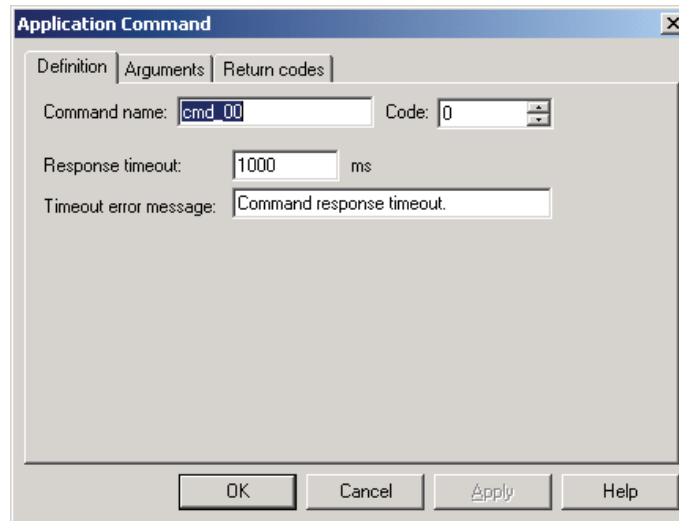 Application Command
Definition Arguments Return codes
Command name: cmd_00 Code: 0
Response timeout: 1000 ms
Timeout error message: Command response timeout.
OK Cancel Apply Help